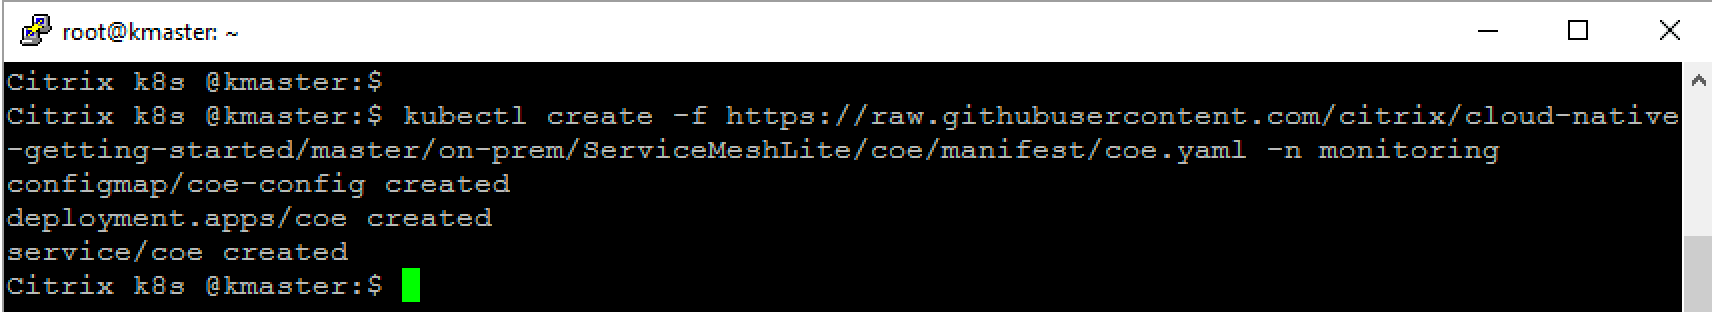 root@kmaster: ~
Citrix k8s @kmaster:$
Citrix k8s @kmaster:$ kubectl create -f https://raw.githubusercontent.com/citrix/cloud-native
-getting-started/master/on-prem/ServiceMeshLite/coe/manifest/coe.yaml -n monitoring
configmap/coe-config created
deployment.apps/coe created
service/coe created
Citrix k8s @kmaster:$